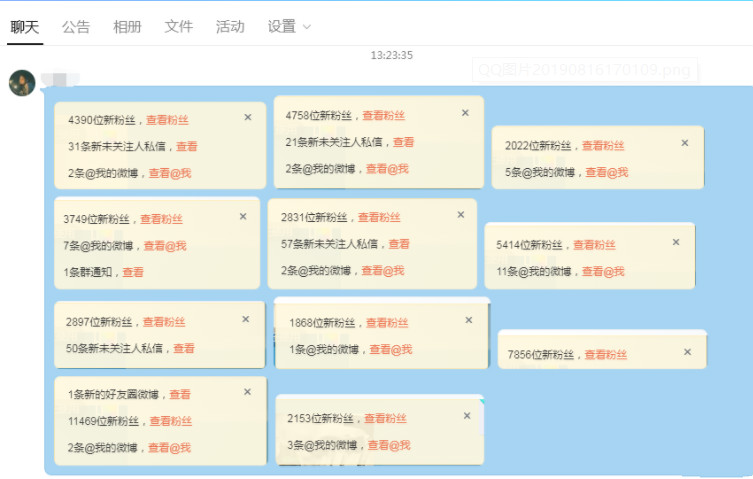 聊天 公告 相册 文件 活动 设置
13:23:35
QQ图片20190816170109.png
4390位新粉丝，查看粉丝
31条新未关注人私信，查看
2条@我的微博，查看@我
4758位新粉丝，查看粉丝
21条新未关注人私信，查看
2条@我的微博，查看@我
2022位新粉丝，查看粉丝
5条@我的微博，查看@我
3749位新粉丝，查看粉丝
7条@我的微博，查看@我
1条群通知，查看
2831位新粉丝，查看粉丝
57条新未关注人私信，查看
2条@我的微博，查看@我
5414位新粉丝，查看粉丝
11条@我的微博，查看@我
2897位新粉丝，查看粉丝
50条新未关注人私信，查看
1868位新粉丝，查看粉丝
1条@我的微博，查看@我
7856位新粉丝，查看粉丝
1条新的好友圈微博，查看
11469位新粉丝，查看粉丝
2条@我的微博，查看@我
2153位新粉丝，查看粉丝
3条@我的微博，查看@我